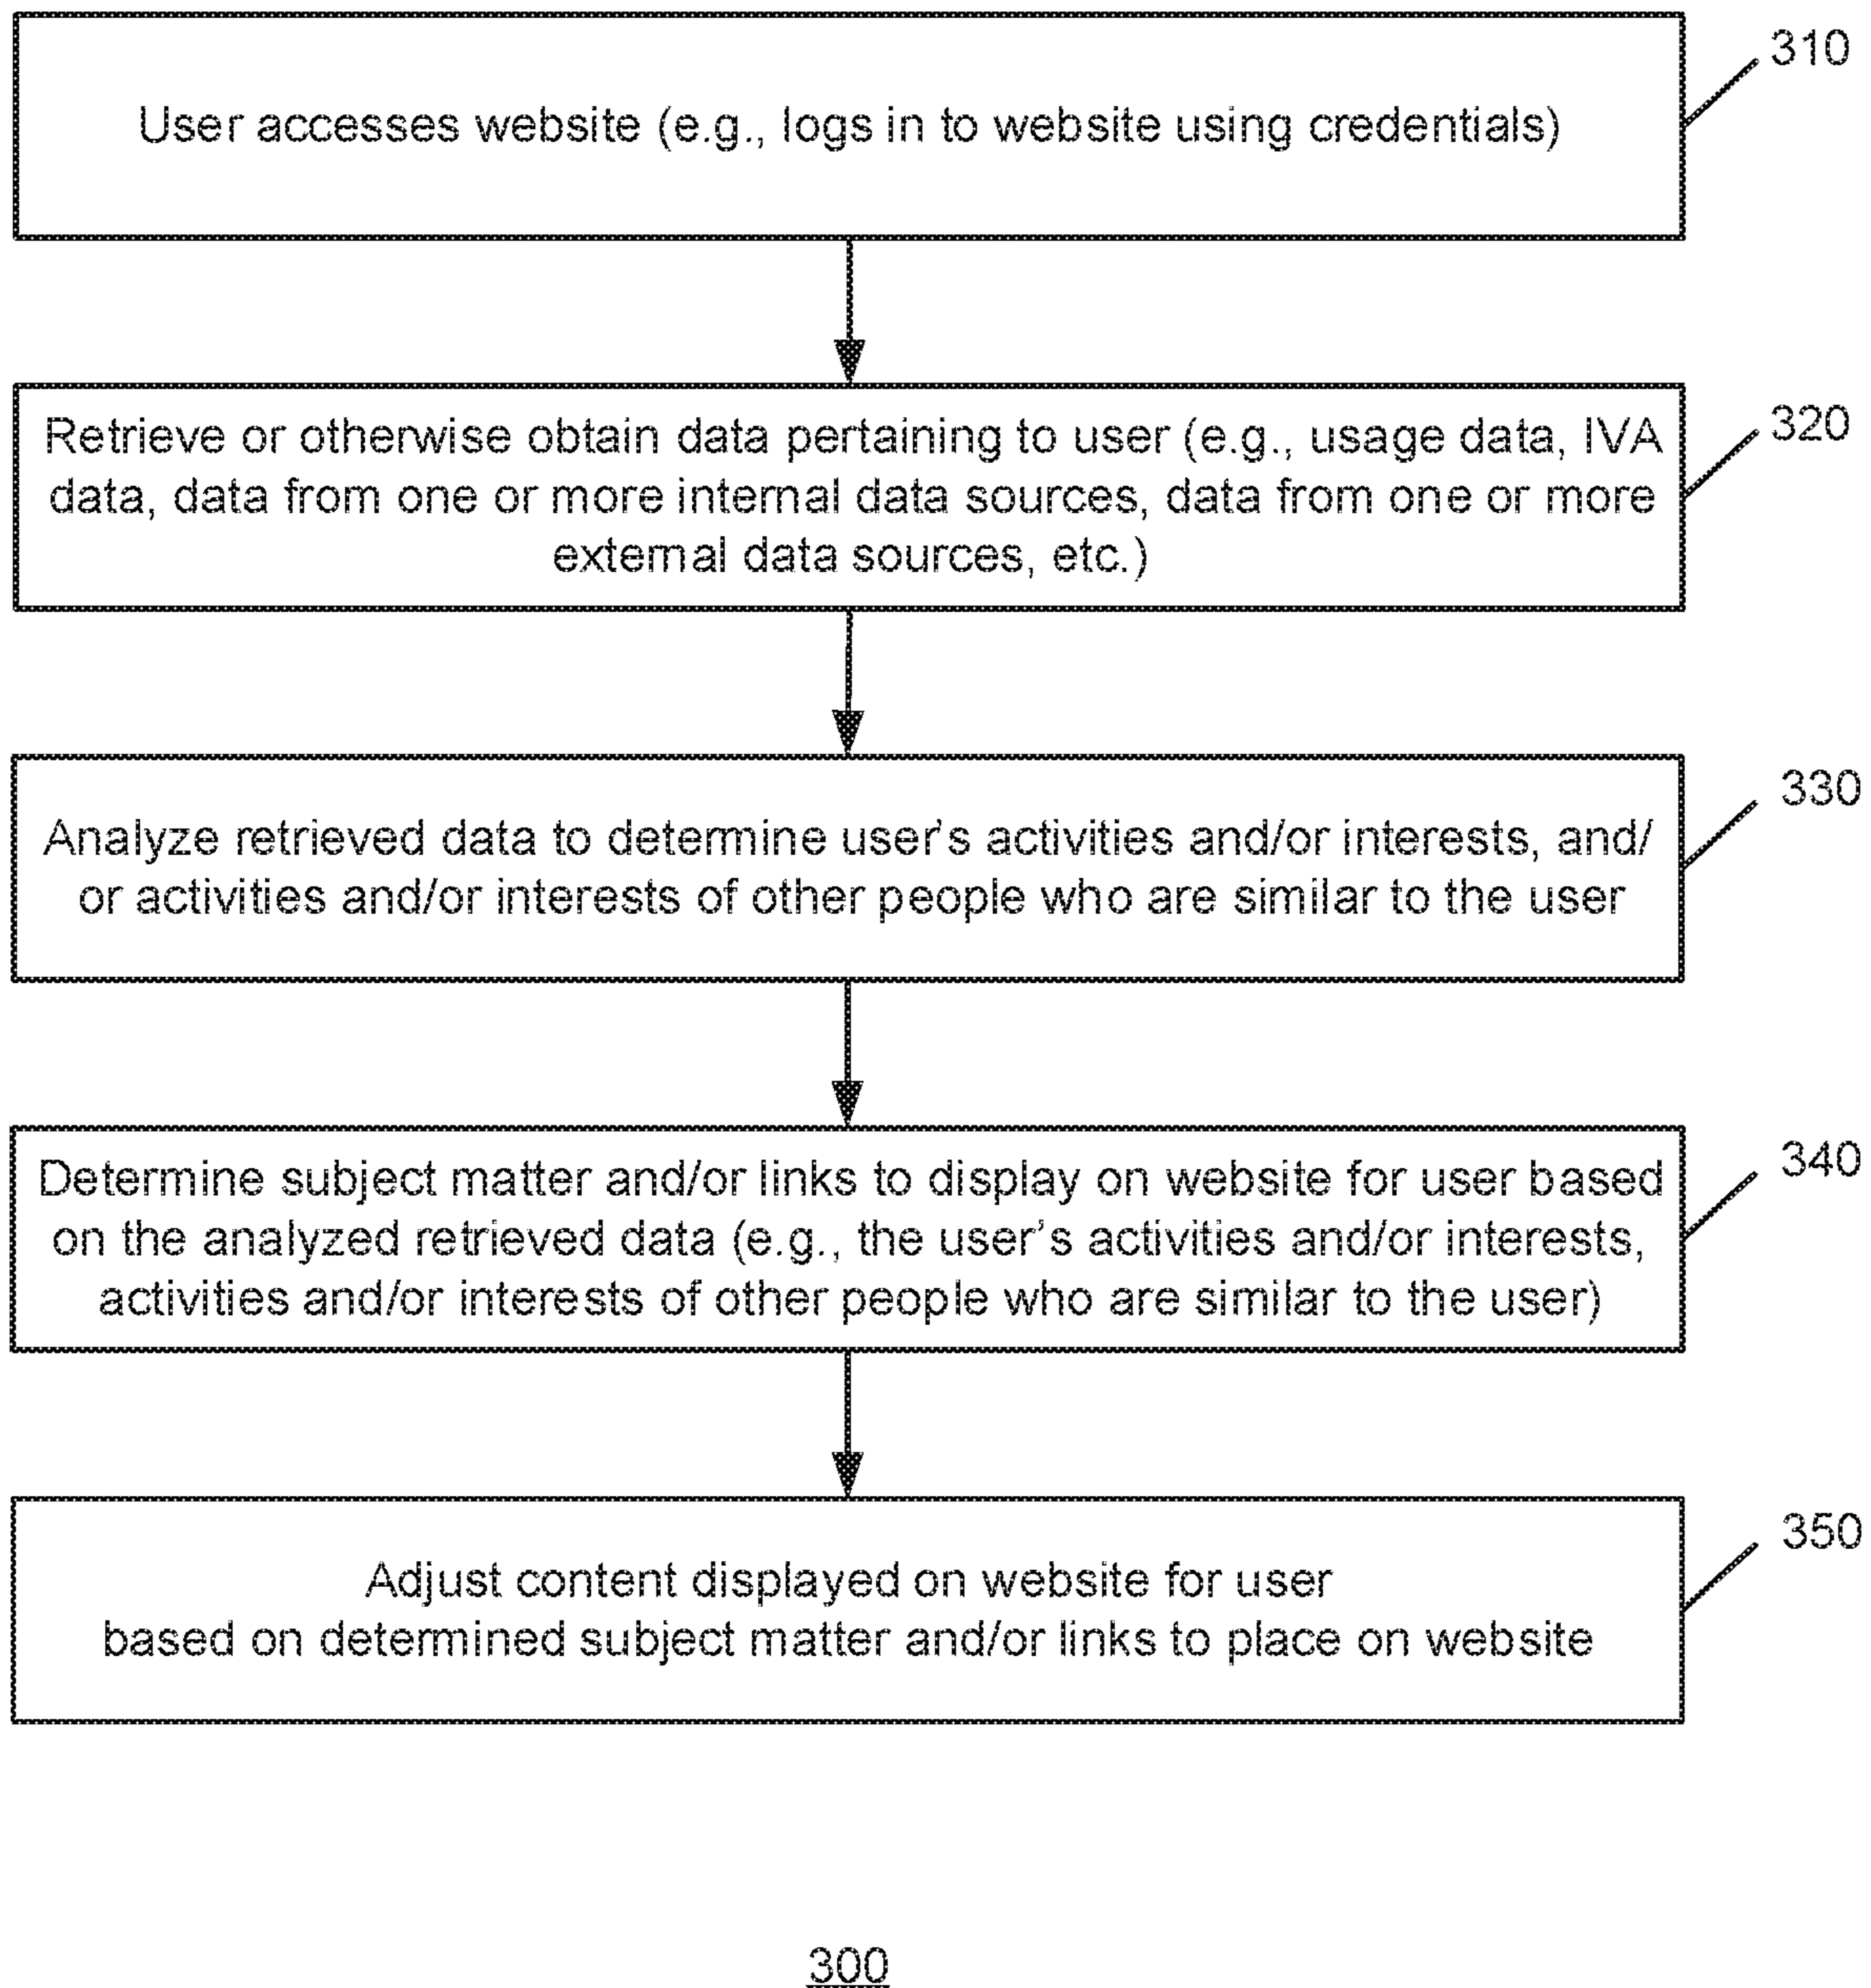 User accesses website (e.g., logs in to website using credentials)
310
Retrieve or otherwise obtain data pertaining to user (e.g., usage data, IVA
data, data from one or more internal data sources, data from one or more
external data sources, etc.)
320
Analyze retrieved data to determine user's activities and/or interests, and/
or activities and/or interests of other people who are similar to the user
330
Determine subject matter and/or links to display on website for user based
on the analyzed retrieved data (e.g., the user's activities and/or interests,
activities and/or interests of other people who are similar to the user)
340
Adjust content displayed on website for user
based on determined subject matter and/or links to place on website
350
300